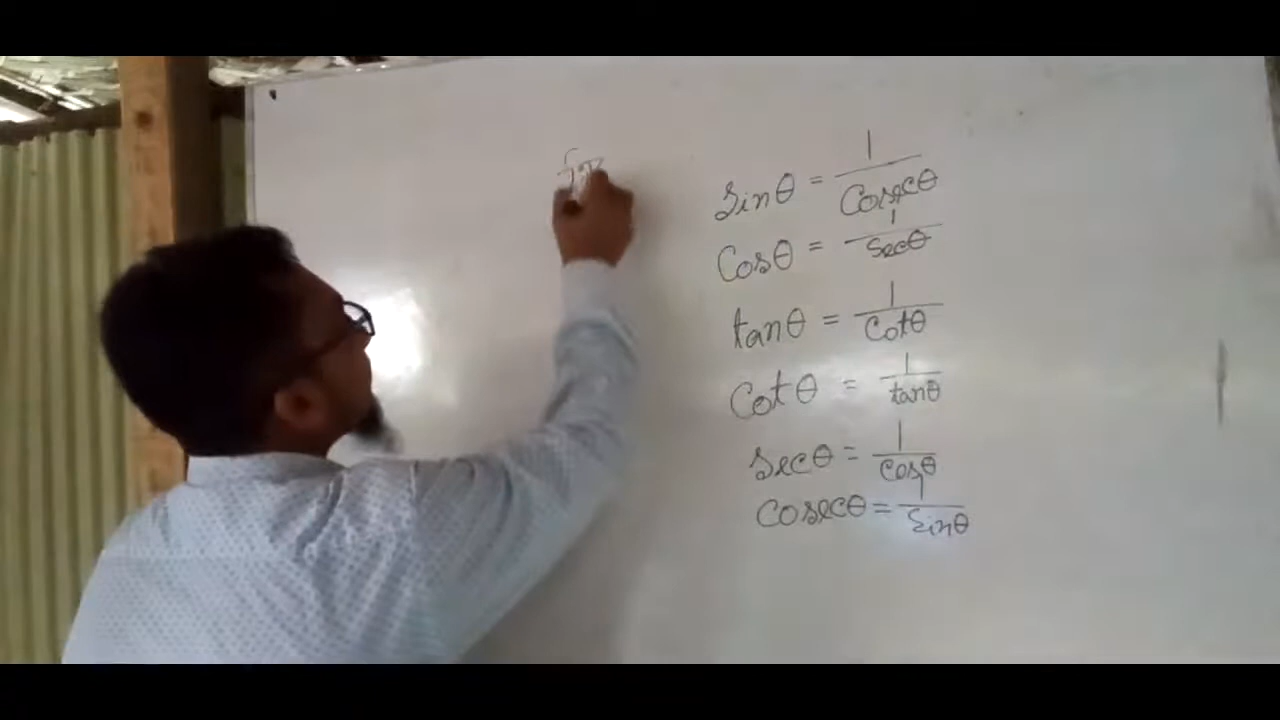 sinθ = 1/cosecθ
cosθ = 1/secθ
tanθ = 1/cotθ
cotθ = 1/tanθ
secθ = 1/cosθ
cosecθ = 1/sinθ